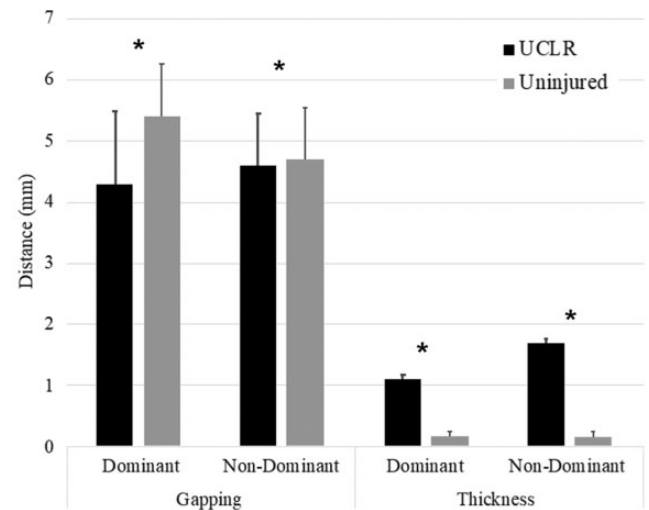 7
6
5
4
3
2
1
0
Distance (mm)
UCLR
Uninjured
*
*
*
*
Dominant
Non-Dominant
Dominant
Non-Dominant
Gapping
Thickness